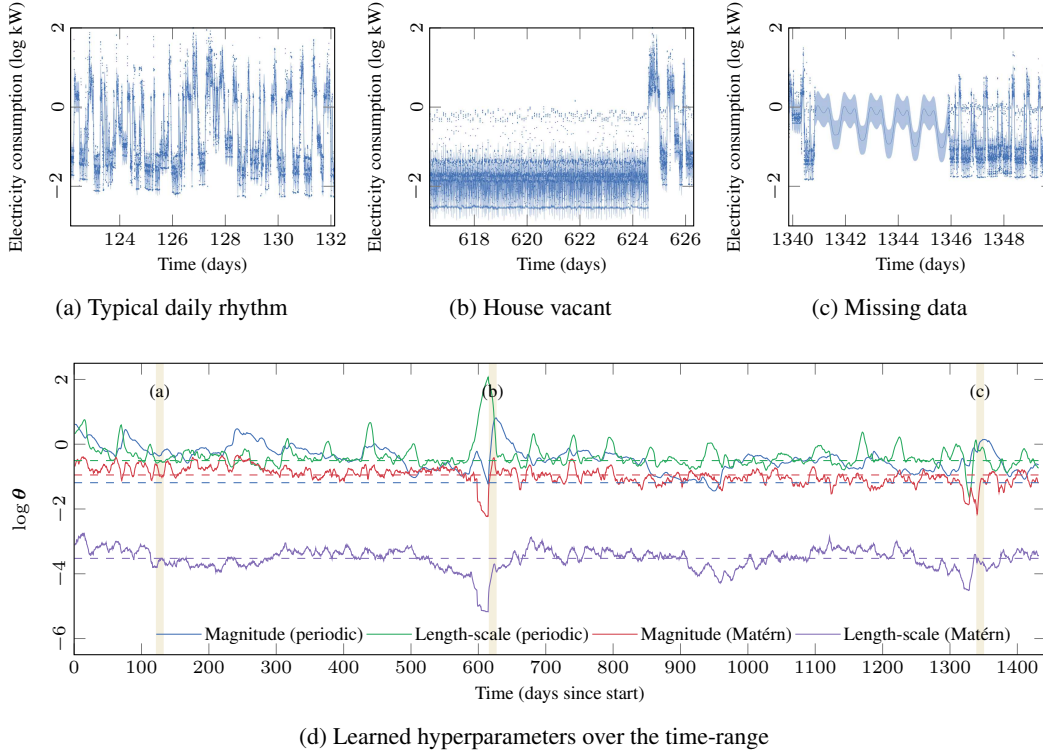 Electricity consumption (log kW)
2
0
−2
124 126 128 130 132
Time (days)
(a) Typical daily rhythm
Electricity consumption (log kW)
2
0
−2
618 620 622 624 626
Time (days)
(b) House vacant
Electricity consumption (log kW)
2
0
−2
1340 1342 1344 1346 1348
Time (days)
(c) Missing data
log θ
2
0
−2
−4
−6
(a) (b) (c)
Magnitude (periodic) Length-scale (periodic) Magnitude (Matérn) Length-scale (Matérn)
0 100 200 300 400 500 600 700 800 900 1000 1100 1200 1300 1400
Time (days since start)
(d) Learned hyperparameters over the time-range